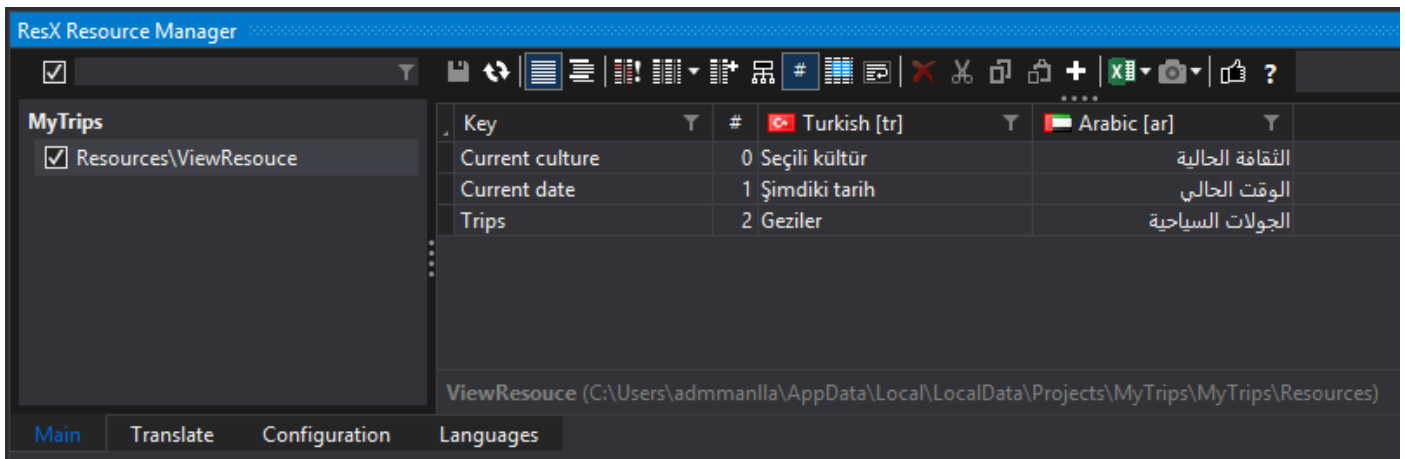 ResX Resource Manager
MyTrips
Resources\ViewResouce
Key # Turkish [tr] Arabic [ar]
Current culture 0 Seçili kültür الثقافة الحالية
Current date 1 Şimdiki tarih الوقت الحالي
Trips 2 Geziler الجولات السياحية
ViewResouce (C:\Users\admmanlla\AppData\Local\LocalData\Projects\MyTrips\MyTrips\Resources)
Main Translate Configuration Languages